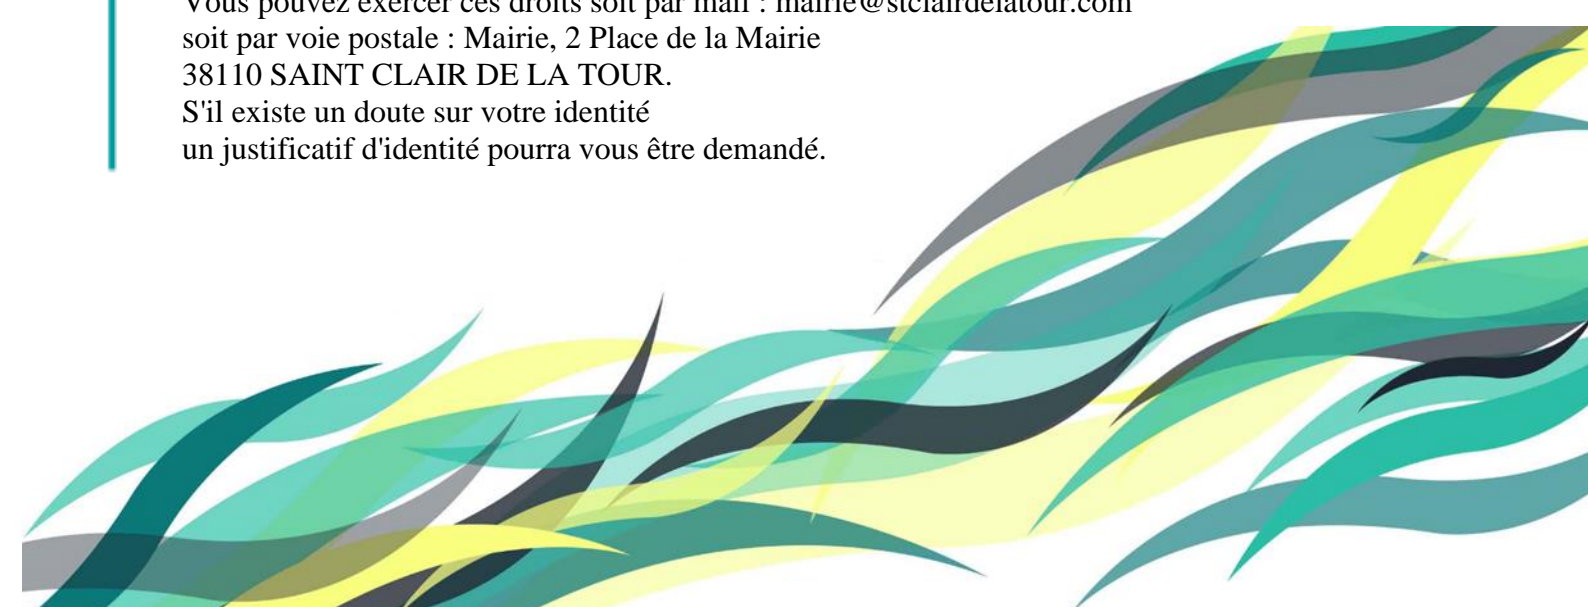 Vous pouvez exercer ces droits soit par mail : mairie@stclairdelatour.com
soit par voie postale : Mairie, 2 Place de la Mairie
38110 SAINT CLAIR DE LA TOUR.
S'il existe un doute sur votre identité
un justificatif d'identité pourra vous être demandé.